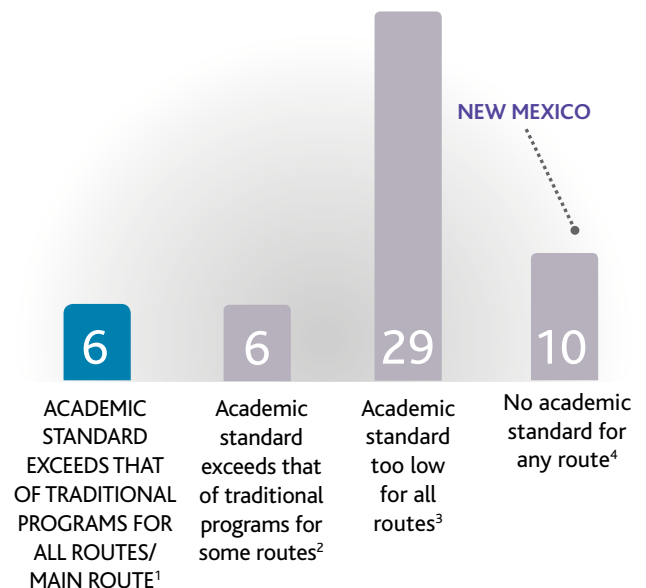 NEW MEXICO
6
6
29
10
ACADEMIC
STANDARD
EXCEEDS THAT
OF TRADITIONAL
PROGRAMS FOR
ALL ROUTES/
MAIN ROUTE¹
Academic
standard
exceeds that
of traditional
programs for
some routes²
Academic
standard
too low
for all
routes³
No academic
standard for
any route⁴